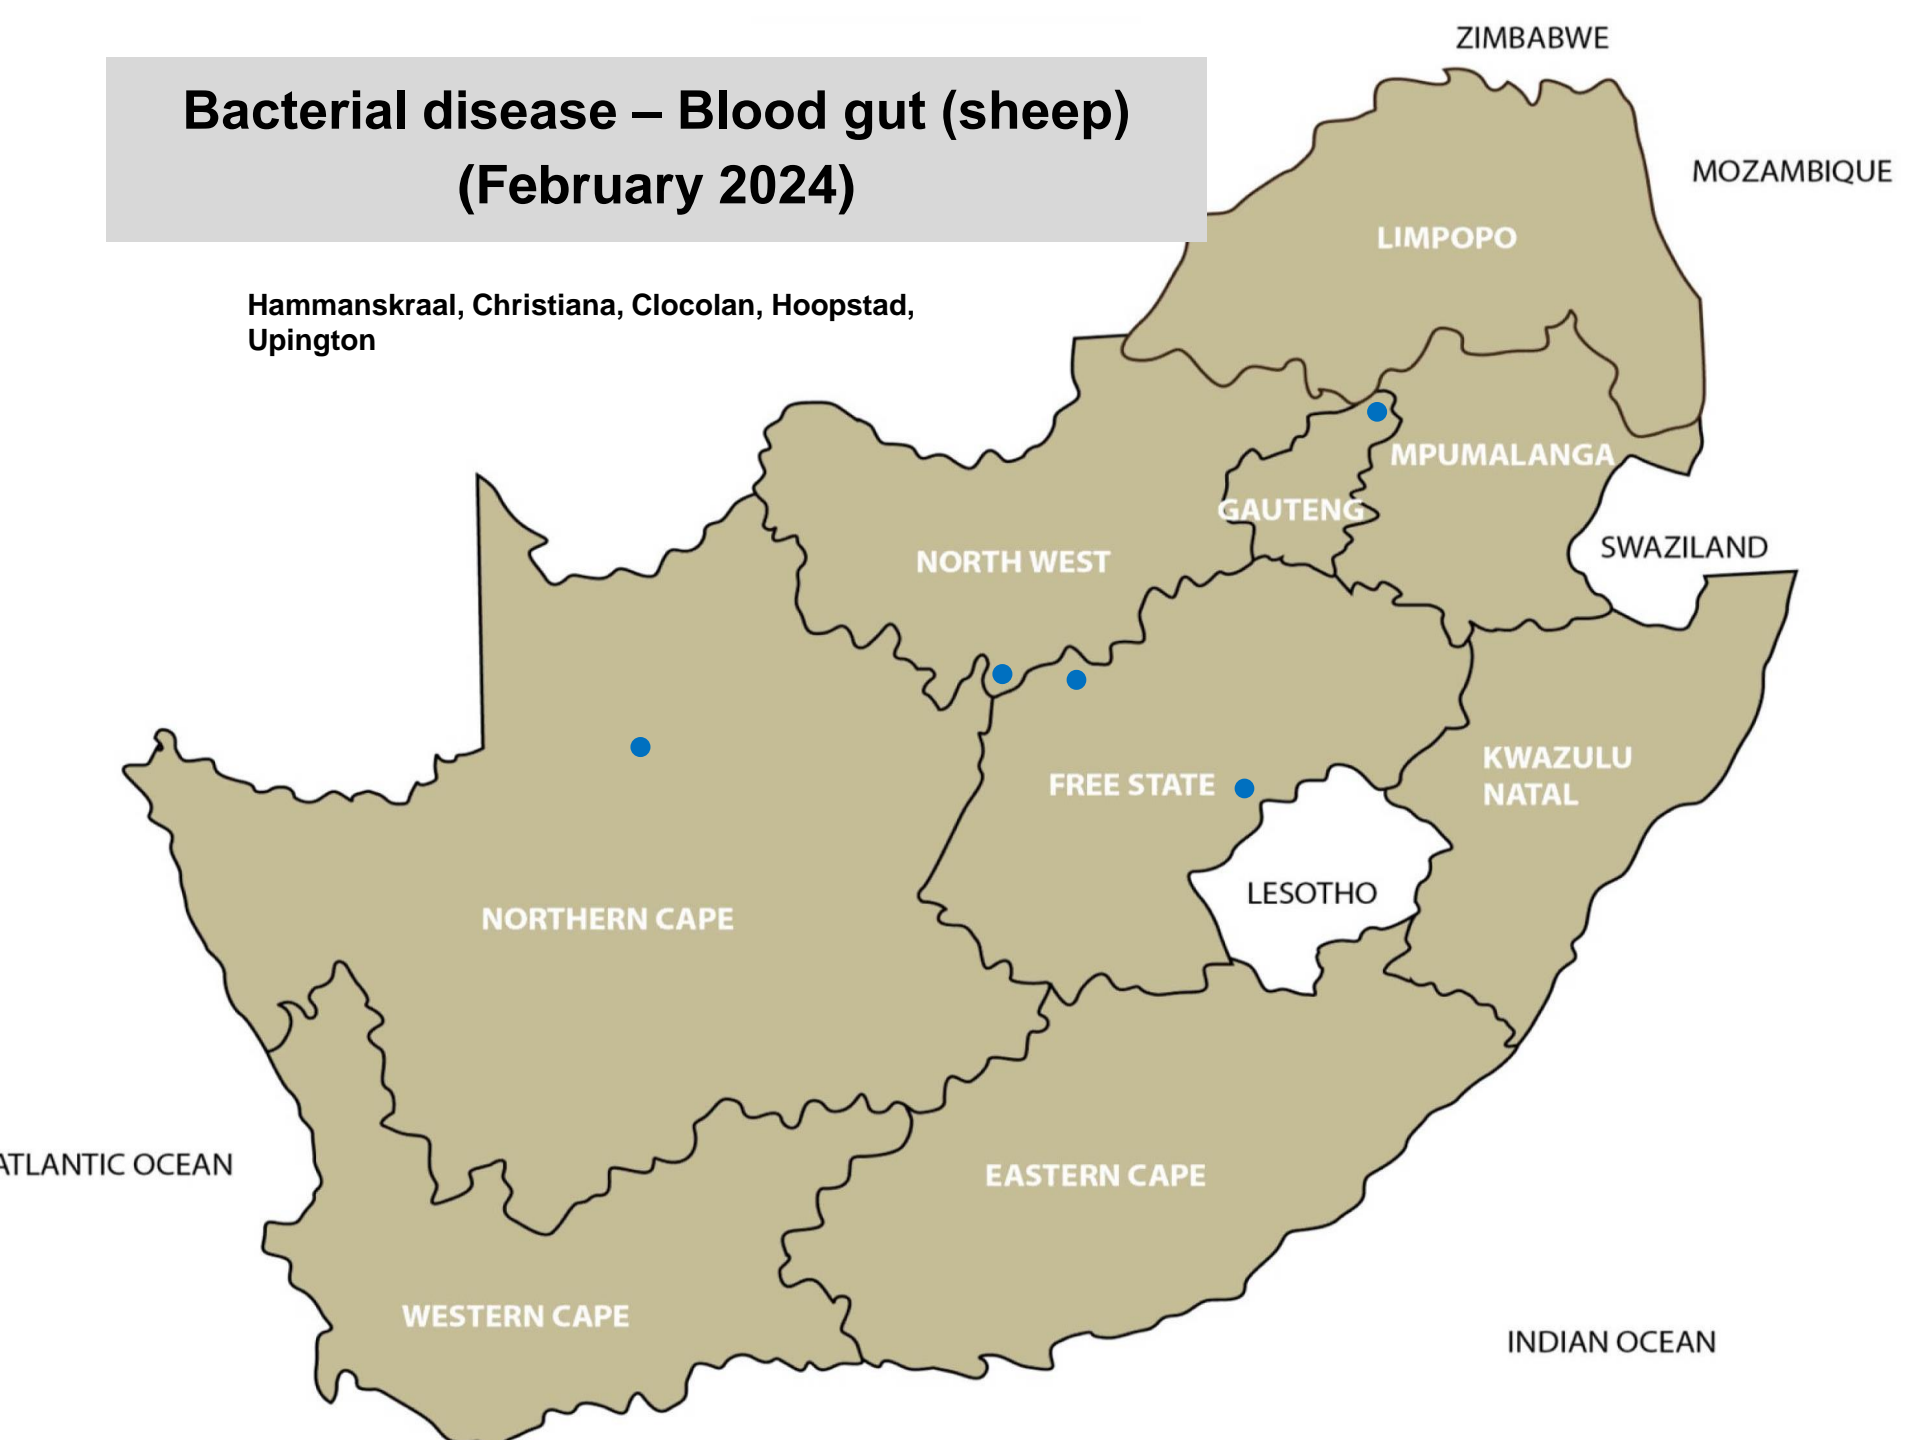 Bacterial disease – Blood gut (sheep)
(February 2024)
Hammanskraal, Christiana, Clocolan, Hoopstad,
Upington
ZIMBABWE
MOZAMBIQUE
LIMPOPO
MPUMALANGA
GAUTENG
SWAZILAND
NORTH WEST
KWAZULU
NATAL
FREE STATE
LESOTHO
NORTHERN CAPE
ATLANTIC OCEAN
EASTERN CAPE
WESTERN CAPE
INDIAN OCEAN